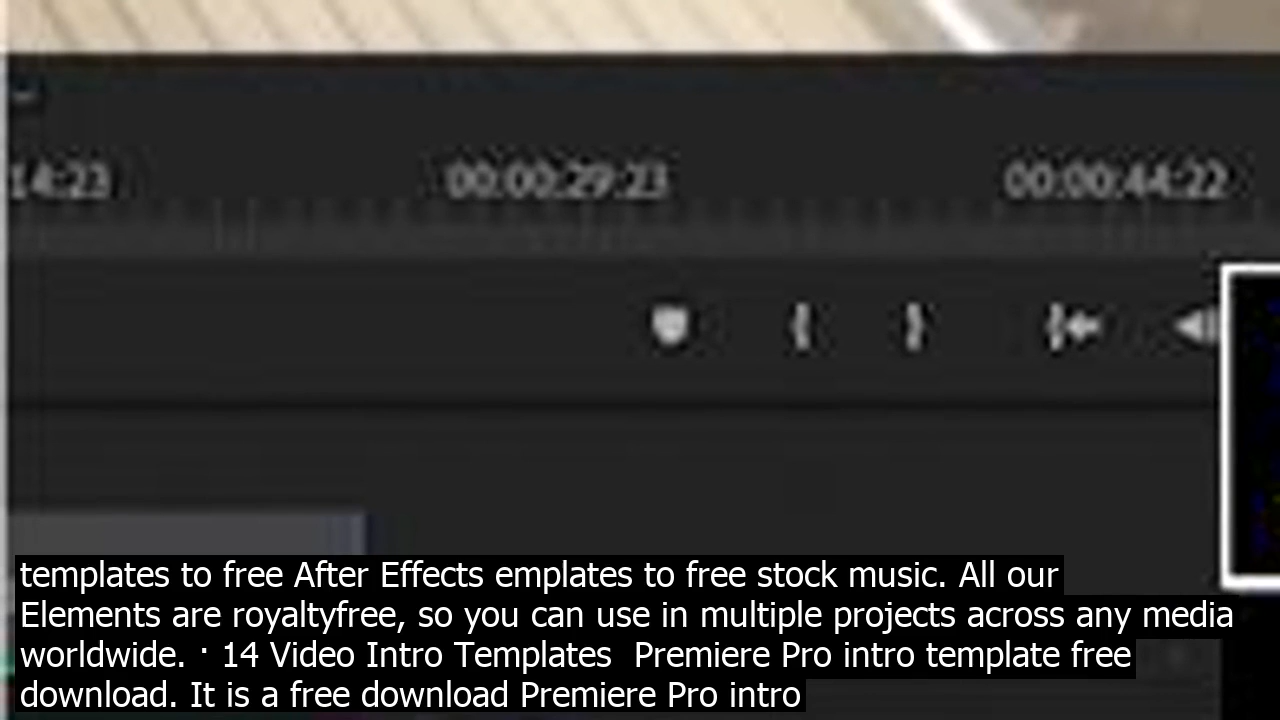 14:23 00:00:29:23 00:00:44:22
templates to free After Effects emplates to free stock music. All our
Elements are royaltyfree, so you can use in multiple projects across any media
worldwide. · 14 Video Intro Templates  Premiere Pro intro template free
download. It is a free download Premiere Pro intro